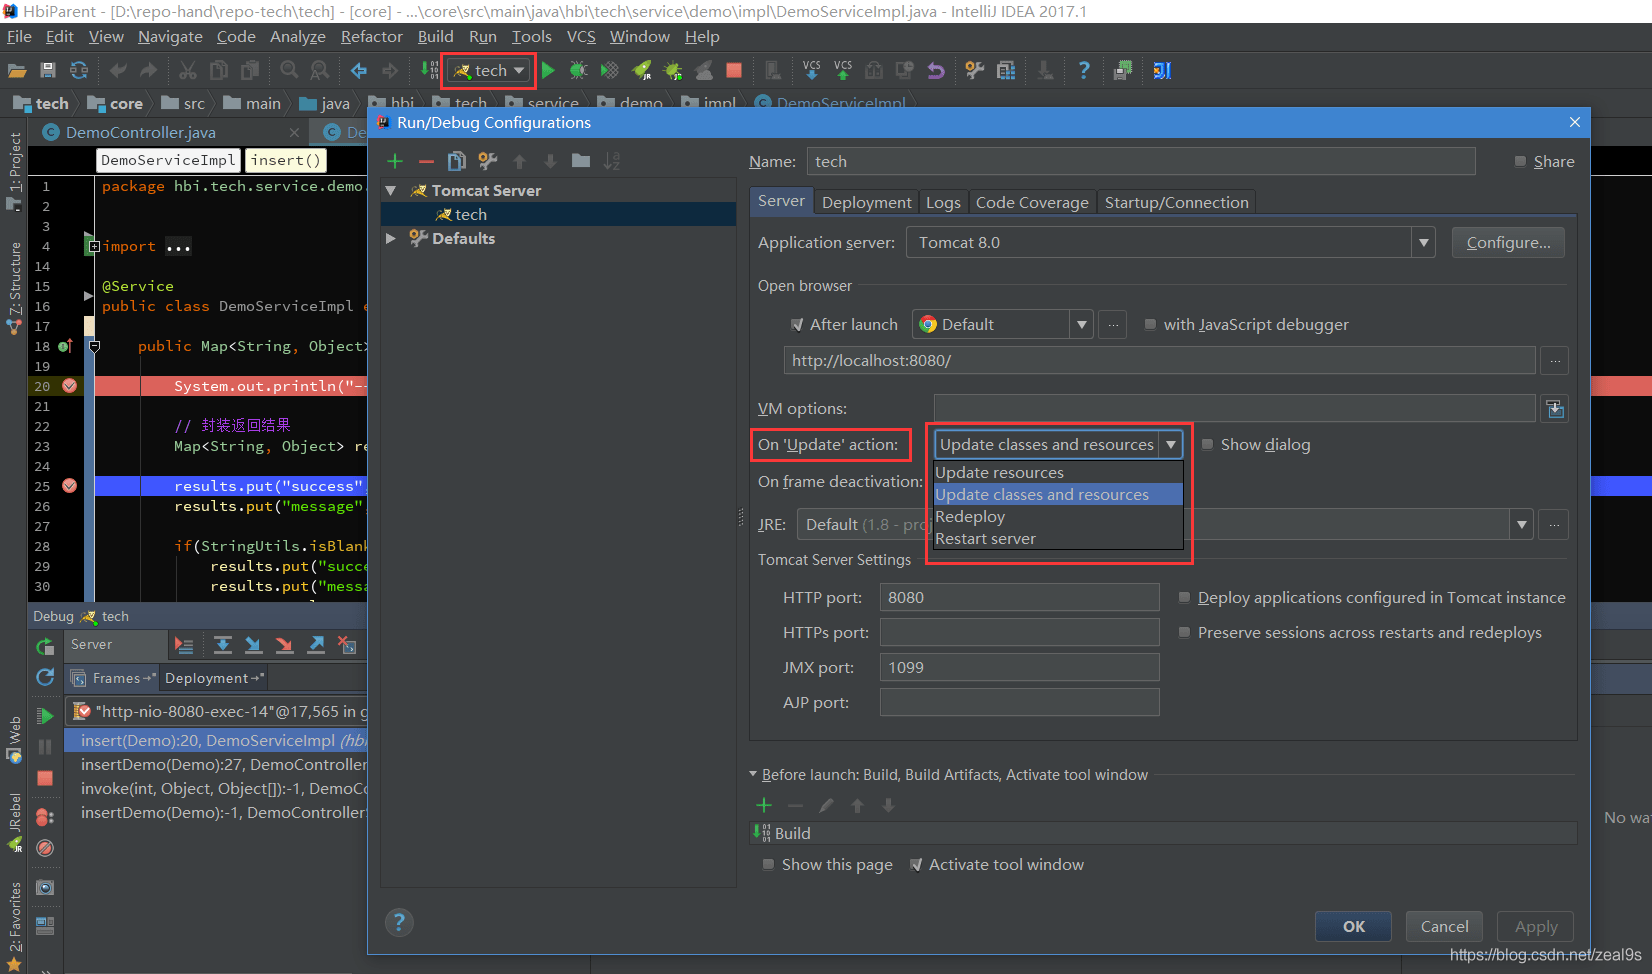 HbiParent - [D:\repo-hand\repo-tech\tech] - [core] - ...\core\src\main\java\hbi\tech\service\demo\impl\DemoServiceImpl.java - IntelliJ IDEA 2017.1
File Edit View Navigate Code Analyze Refactor Build Run Tools VCS Window Help
tech
VCS VCS
tech core src main java hbi tech service demo impl DemoServiceImpl
DemoController.java
De
DemoServiceImpl insert()
1 package hbi.tech.service.demo.
2
3
4 import ...
14
15 @Service
16 public class DemoServiceImpl e
17
18 public Map<String, Object>
19
20 System.out.println("--
21
22 // 封装返回结果
23 Map<String, Object> re
24
25 results.put("success",
26 results.put("message",
27
28 if(StringUtils.isBlank
29 results.put("succe
30 results.put("messa
1: Project
Z: Structure
Web
JRebel
2: Favorites
Debug tech
Server
Frames Deployment
"http-nio-8080-exec-14"@17,565 in g
insert(Demo):20, DemoServiceImpl (hbi
insertDemo(Demo):27, DemoController
invoke(int, Object, Object[]):-1, DemoCo
insertDemo(Demo):-1, DemoController
Run/Debug Configurations
Tomcat Server
tech
Defaults
Name: tech
Share
Server Deployment Logs Code Coverage Startup/Connection
Application server: Tomcat 8.0 Configure...
Open browser
After launch Default ... with JavaScript debugger
http://localhost:8080/ ...
VM options:
On 'Update' action: Update classes and resources Show dialog
Update resources
Update classes and resources
Redeploy
Restart server
On frame deactivation:
JRE: Default (1.8 - proj ...
Tomcat Server Settings
HTTP port: 8080 Deploy applications configured in Tomcat instance
HTTPs port: Preserve sessions across restarts and redeploys
JMX port: 1099
AJP port:
Before launch: Build, Build Artifacts, Activate tool window
Build
Show this page Activate tool window
OK Cancel Apply
No wa
https://blog.csdn.net/zeal9s